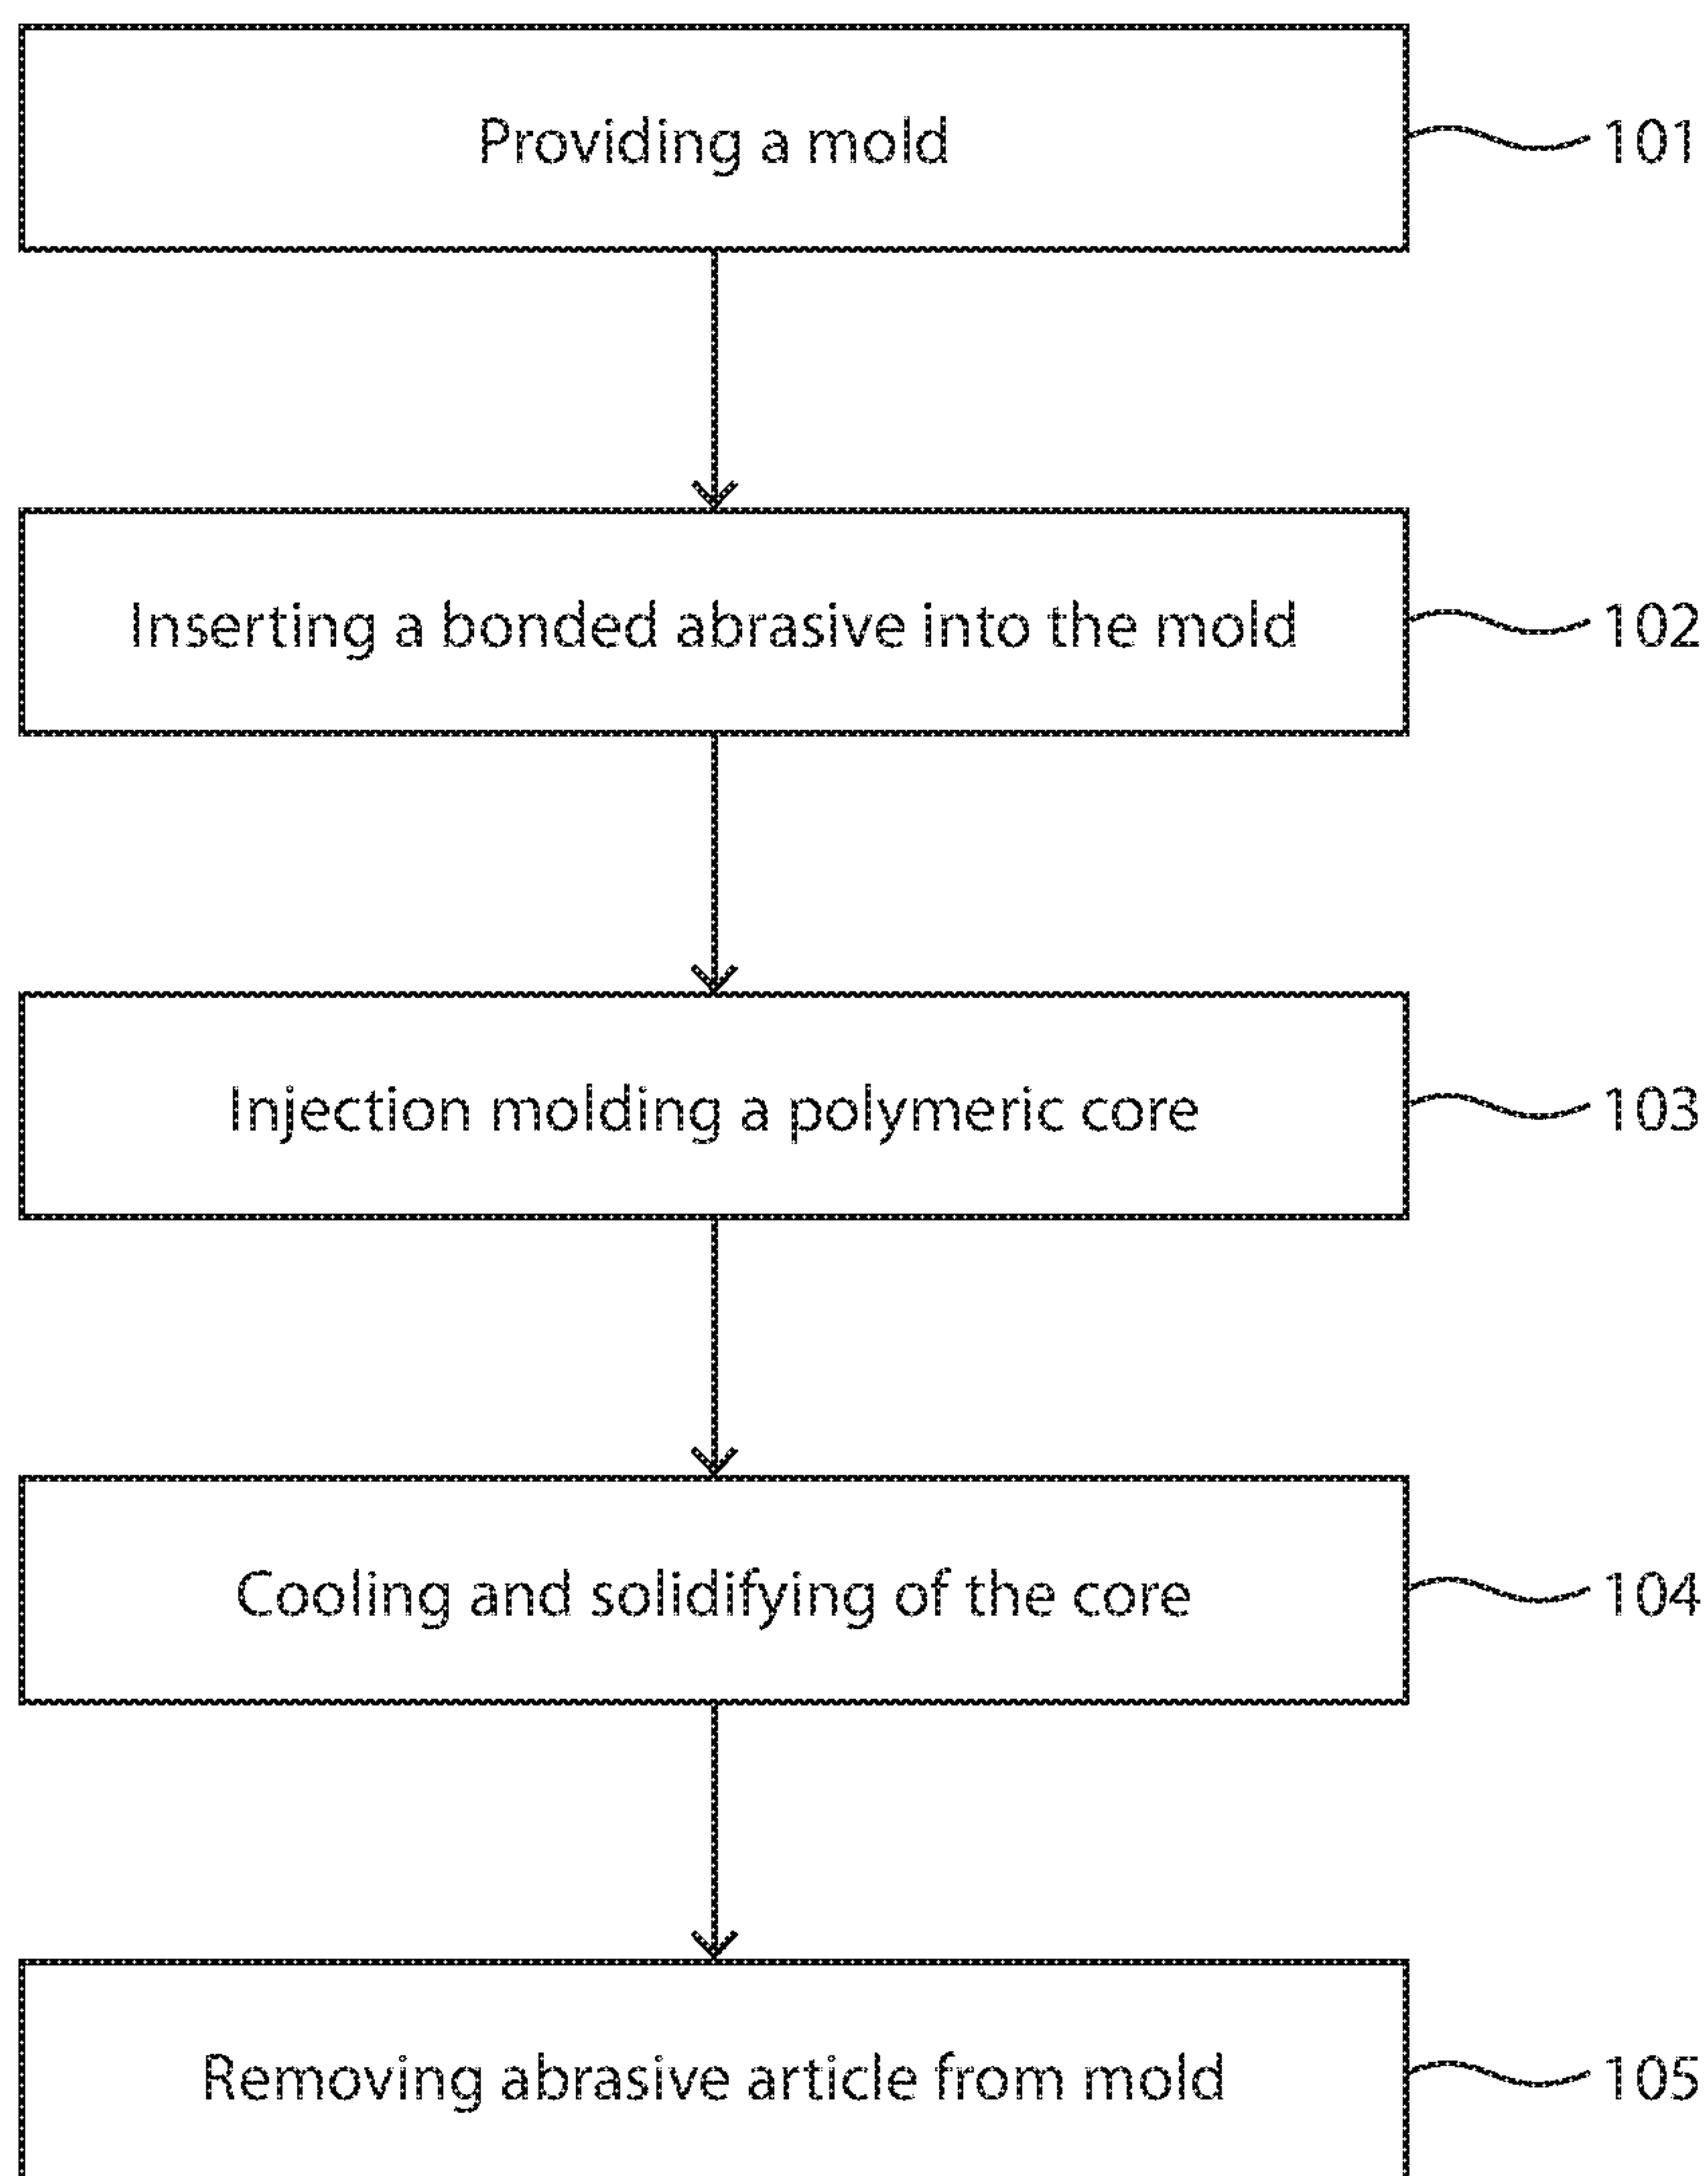 Providing a mold 101
Inserting a bonded abrasive into the mold 102
Injection molding a polymeric core 103
Cooling and solidifying of the core 104
Removing abrasive article from mold 105